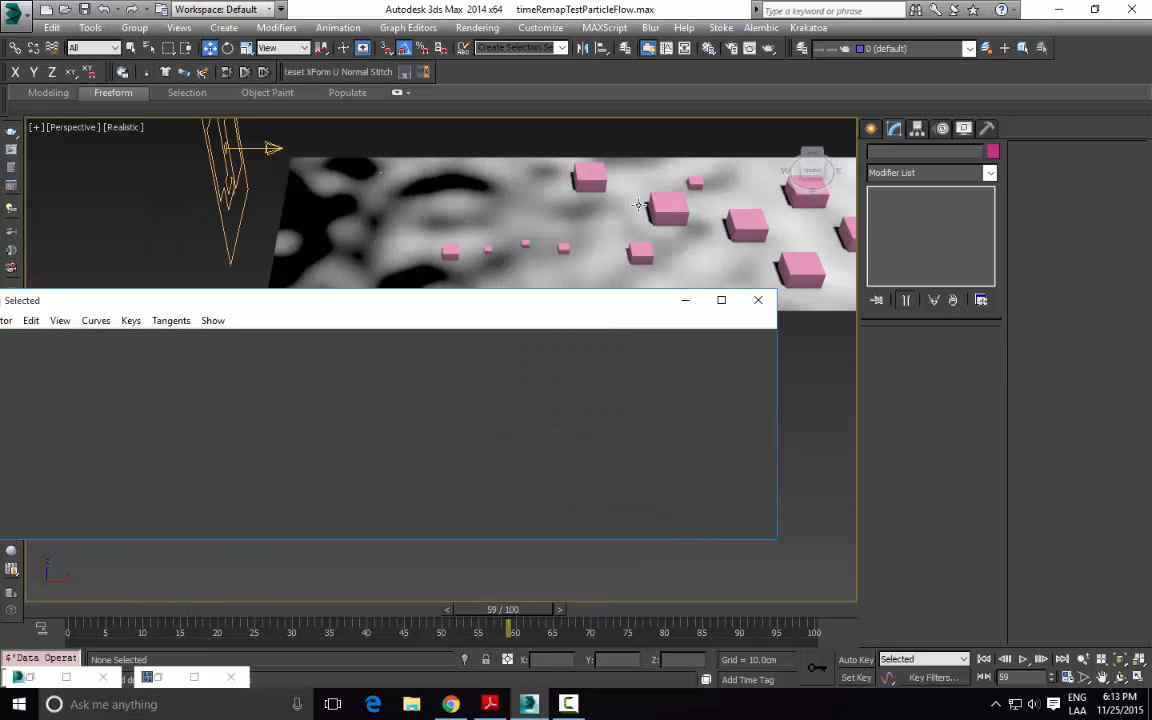 Workspace: Default
Autodesk 3ds Max 2014 x64 timeRemapTestParticleFlow.max
Type a keyword or phrase
Edit Tools Group Views Create Modifiers Animation Graph Editors Rendering Customize MAXScript Blur Stoke Alembic Krakatoa
All View Create Selection Se 0 (default)
X Y Z XY Reset XForm U Normal Stitch
Modeling Freeform Selection Object Paint Populate
[+] [Perspective] [Realistic]
Modifier List
Selected
tor Edit View Curves Keys Tangents Show
< 59 / 100 >
0 5 10 15 20 25 30 35 40 45 50 55 60 65 70 75 80 85 90 95 100
$'Data Operat None Selected X: Y: Z: Grid = 10.0cm Auto Key Selected
Add Time Tag Set Key Key Filters... 59
Ask me anything
ENG 6:13 PM
LAA 11/25/2015